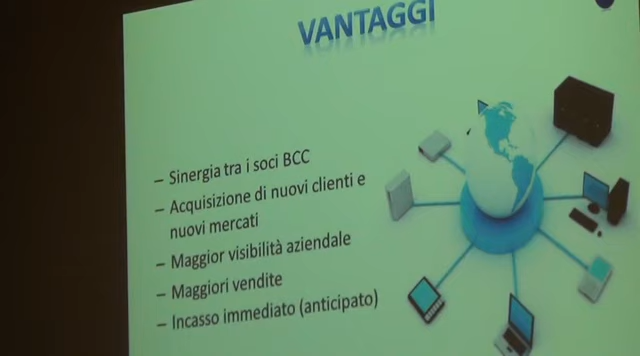 VANTAGGI
– Sinergia tra i soci BCC
– Acquisizione di nuovi clienti e
nuovi mercati
– Maggior visibilità aziendale
– Maggiori vendite
– Incasso immediato (anticipato)